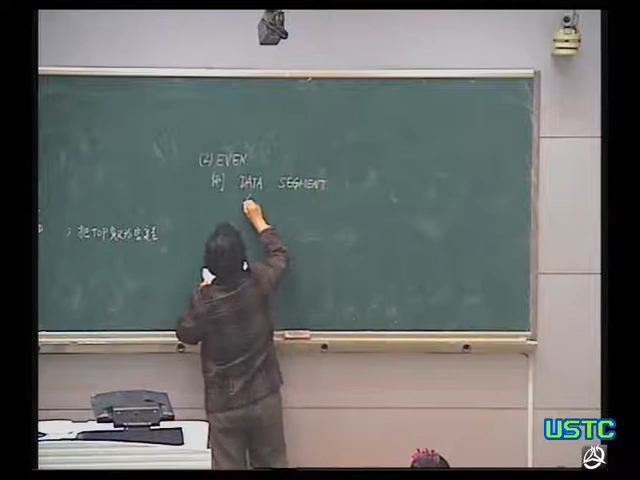 (2) EVEN
例 DATA SEGMENT
; 把TOP定义为常量
USTC